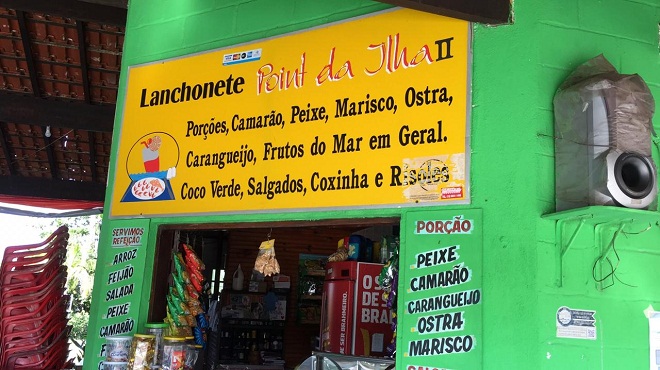 Lanchonete Point da Ilha II
Porções, Camarão, Peixe, Marisco, Ostra,
Carangueijo, Frutos do Mar em Geral.
Coco Verde, Salgados, Coxinha e Risoles
SERVIMOS
REFEIÇÃO
ARROZ
FEIJÃO
SALADA
PEIXE
CAMARÃO
PORÇÃO
PEIXE
CAMARÃO
CARANGUEIJO
OSTRA
MARISCO